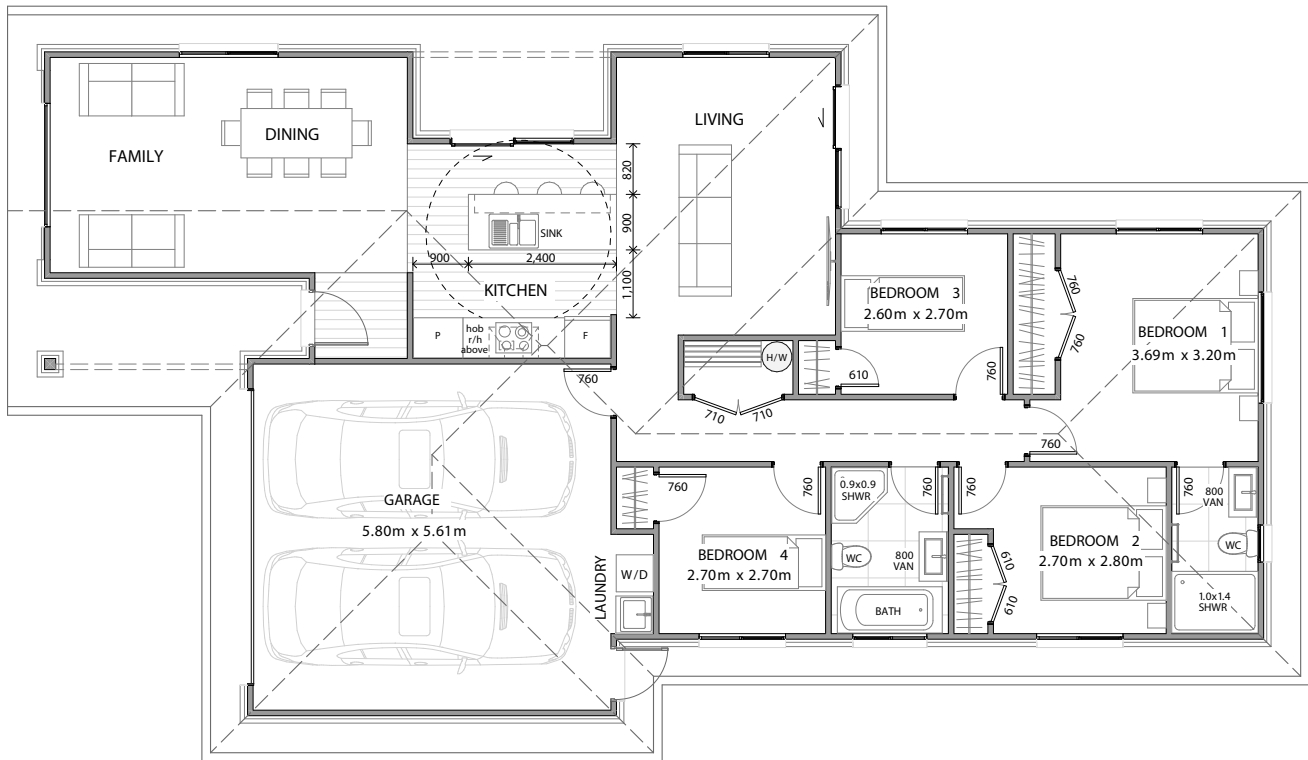 LIVING
DINING
FAMILY
820
900
SINK
900
2,400
1,100
KITCHEN
P
hob
r/h
above
F
BEDROOM 3
2.60m x 2.70m
760
760
BEDROOM 1
3.69m x 3.20m
H/W
610
760
760
710
710
760
GARAGE
5.80m x 5.61m
760
760
0.9x0.9
SHWR
760
760
760
800
VAN
LAUNDRY
W/D
BEDROOM 4
2.70m x 2.70m
WC
800
VAN
BATH
610
610
BEDROOM 2
2.70m x 2.80m
WC
1.0x1.4
SHWR